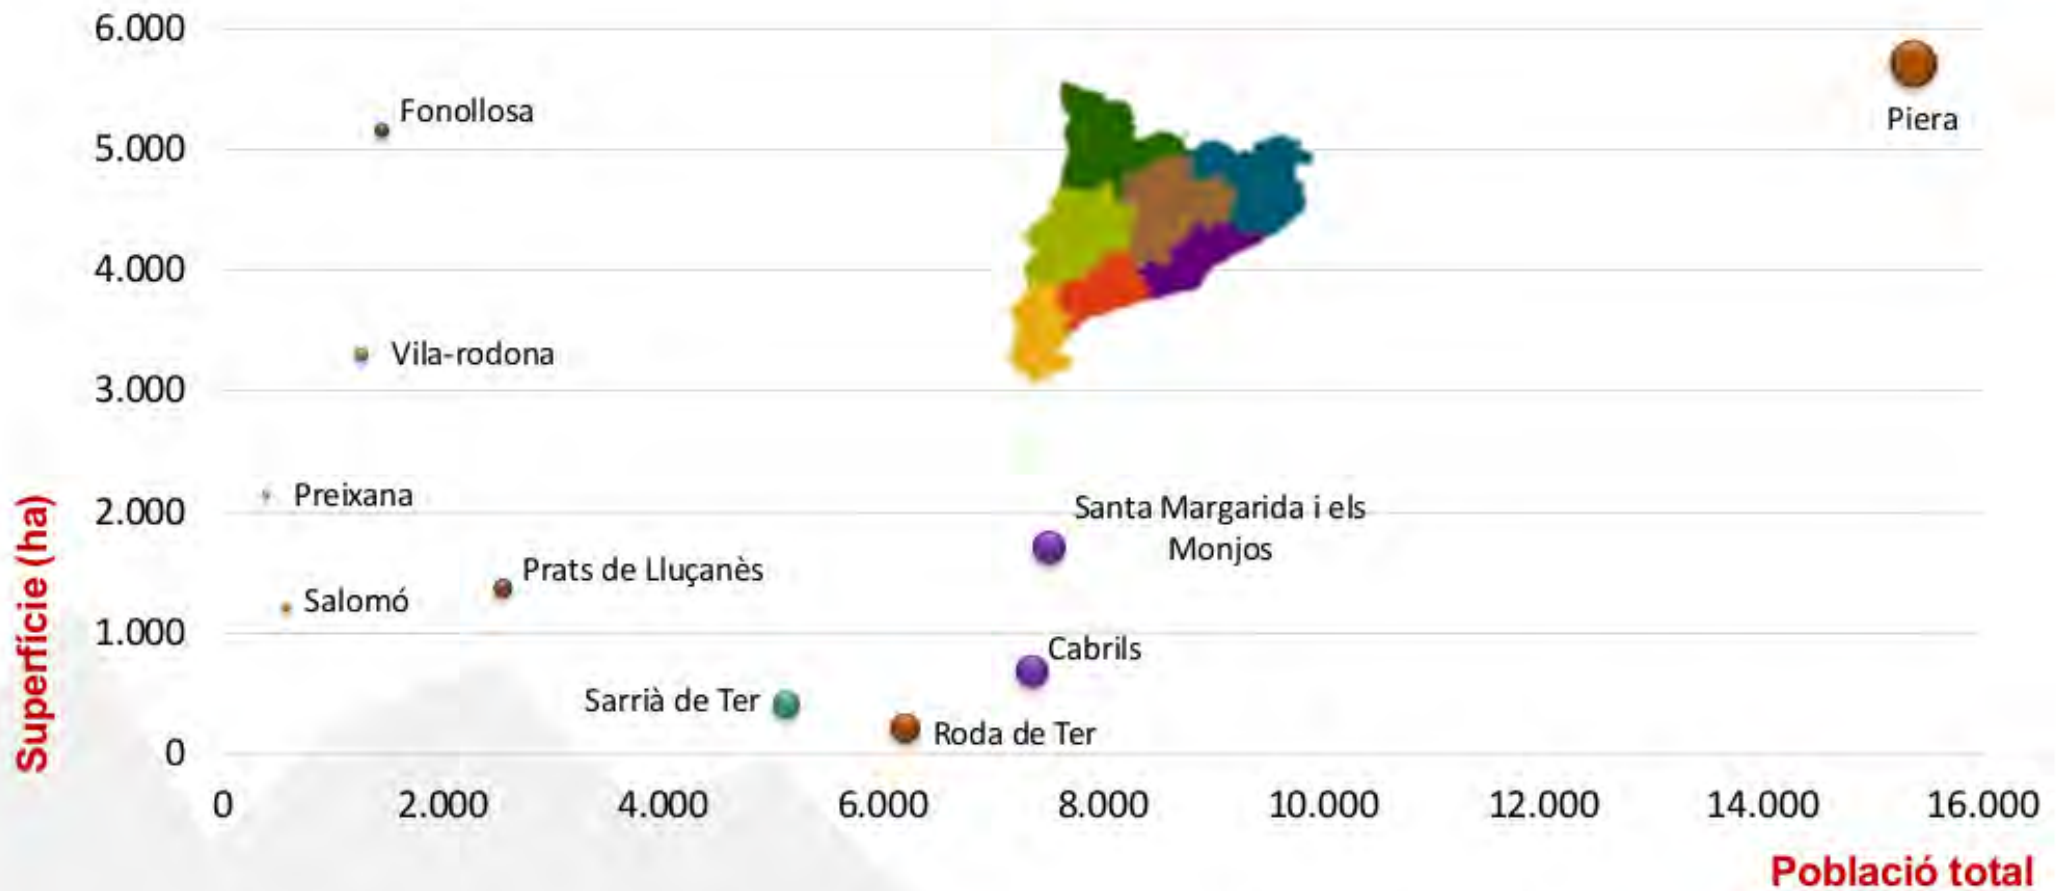 6.000
Fonollosa
Piera
5.000
4.000
Vila-rodona
3.000
Preixana
2.000
Santa Margarida i els
Monjos
Prats de Lluçanès
Salomó
1.000
Cabrils
Sarrià de Ter
Roda de Ter
0
Superfície (ha)
0 2.000 4.000 6.000 8.000 10.000 12.000 14.000 16.000
Població total